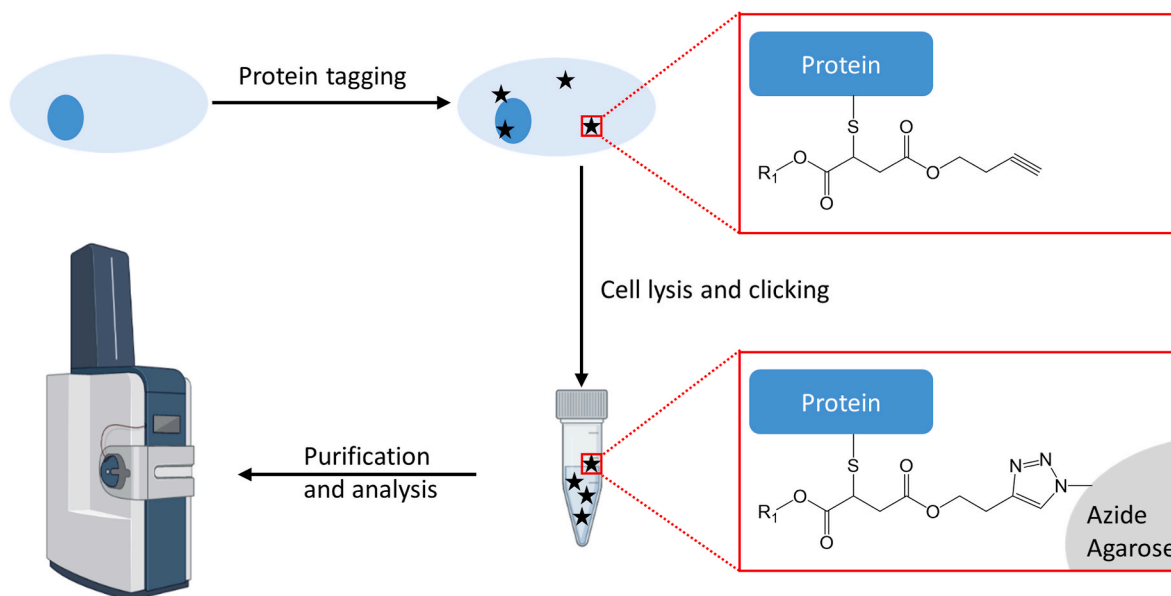 Protein tagging
Protein
S
O
O
R1
O
O
Cell lysis and clicking
Protein
S
O
N
N
N
O
R1
O
O
Azide
Agarose
Purification
and analysis